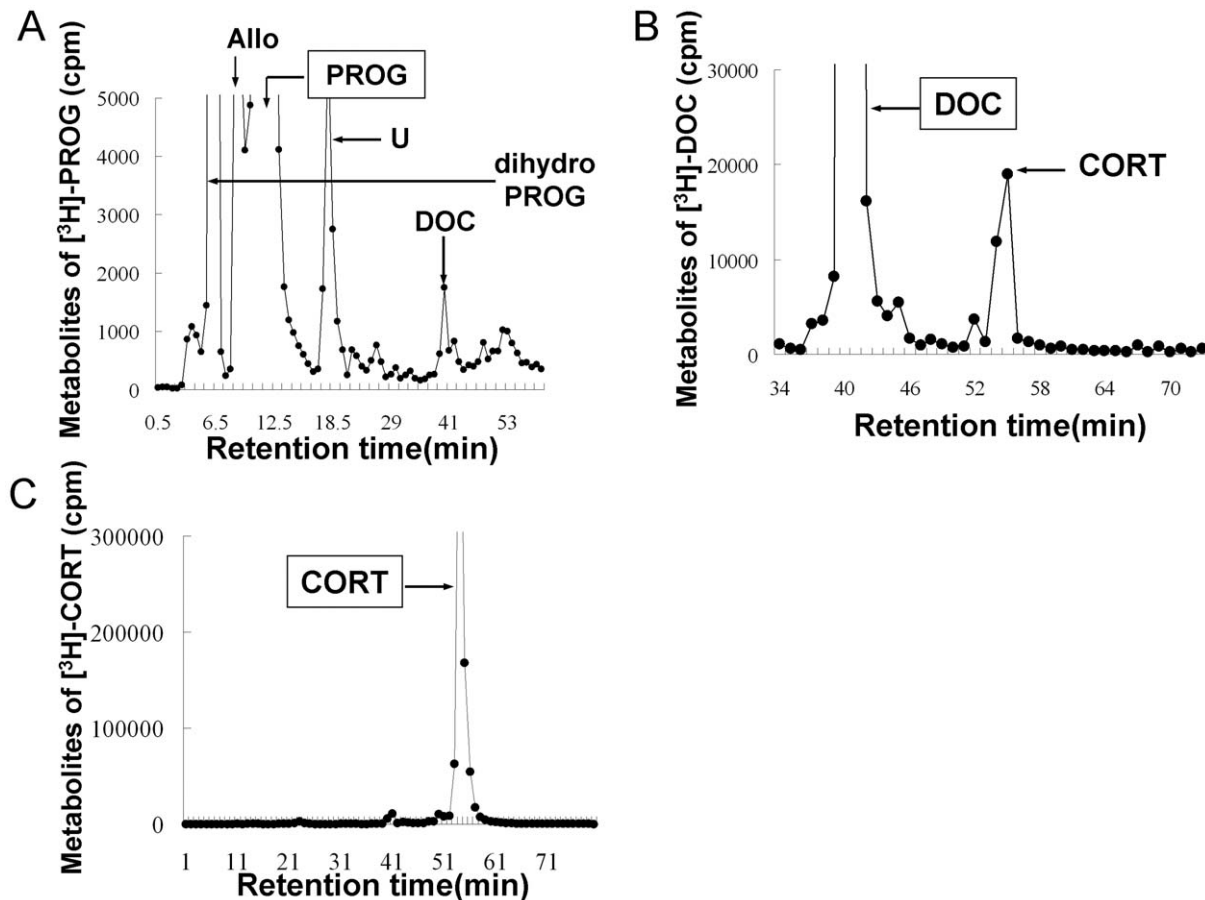 A
Metabolites of [³H]-PROG (cpm)
5000
4000
3000
2000
1000
0
Allo
PROG
U
dihydro
PROG
DOC
0.5 6.5 12.5 18.5 29 41 53
Retention time(min)
B
Metabolites of [³H]-DOC (cpm)
30000
20000
10000
0
DOC
CORT
34 40 46 52 58 64 70
Retention time(min)
C
Metabolites of [³H]-CORT (cpm)
300000
200000
100000
0
CORT
1 11 21 31 41 51 61 71
Retention time(min)